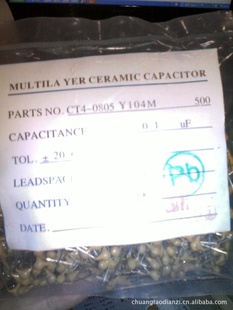 MULTILA YER CERAMIC CAPACITOR
PARTS NO. CT4-0805 Y104M 500
CAPACITANCE 0 1 uF
TOL. ± 20
LEADSPAC
Pb
QUANTITY
DATE.
chuangtaodianzi.cn.alibaba.com